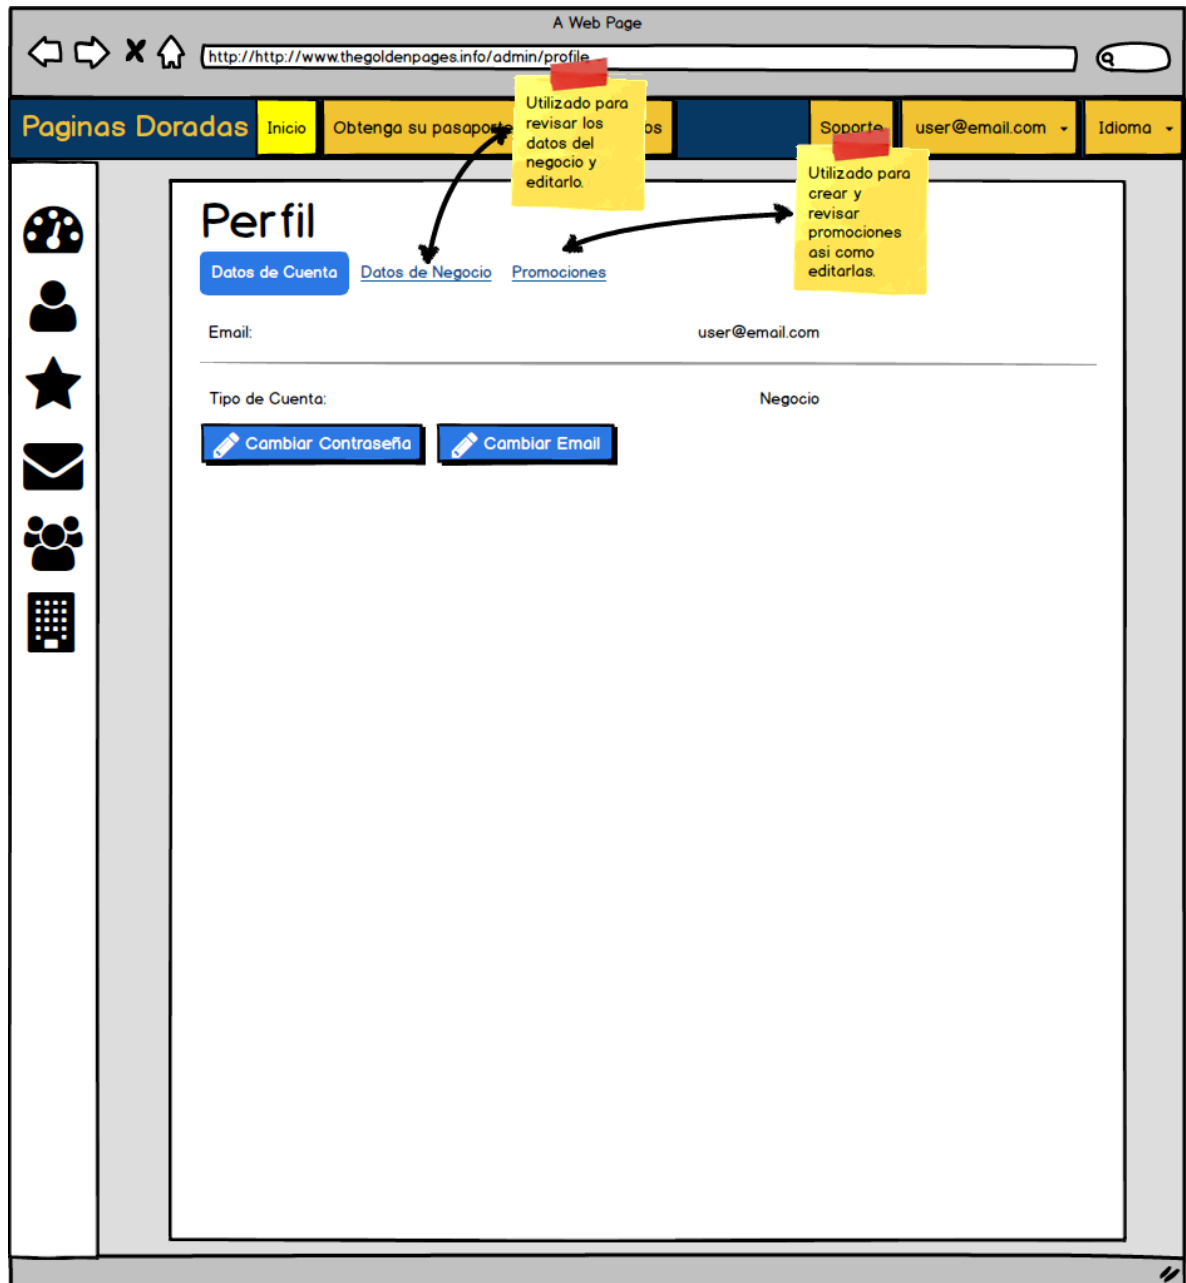 A Web Page
http://http://www.thegoldenpages.info/admin/profile
Paginas Doradas
Inicio
Obtenga su pasaporte
os
Soporte
user@email.com
Idioma
Utilizado para
revisar los
datos del
negocio y
editarlo.
Utilizado para
crear y
revisar
promociones
asi como
editarlas.
Perfil
Datos de Cuenta
Datos de Negocio
Promociones
Email:
user@email.com
Tipo de Cuenta:
Negocio
Cambiar Contraseña
Cambiar Email